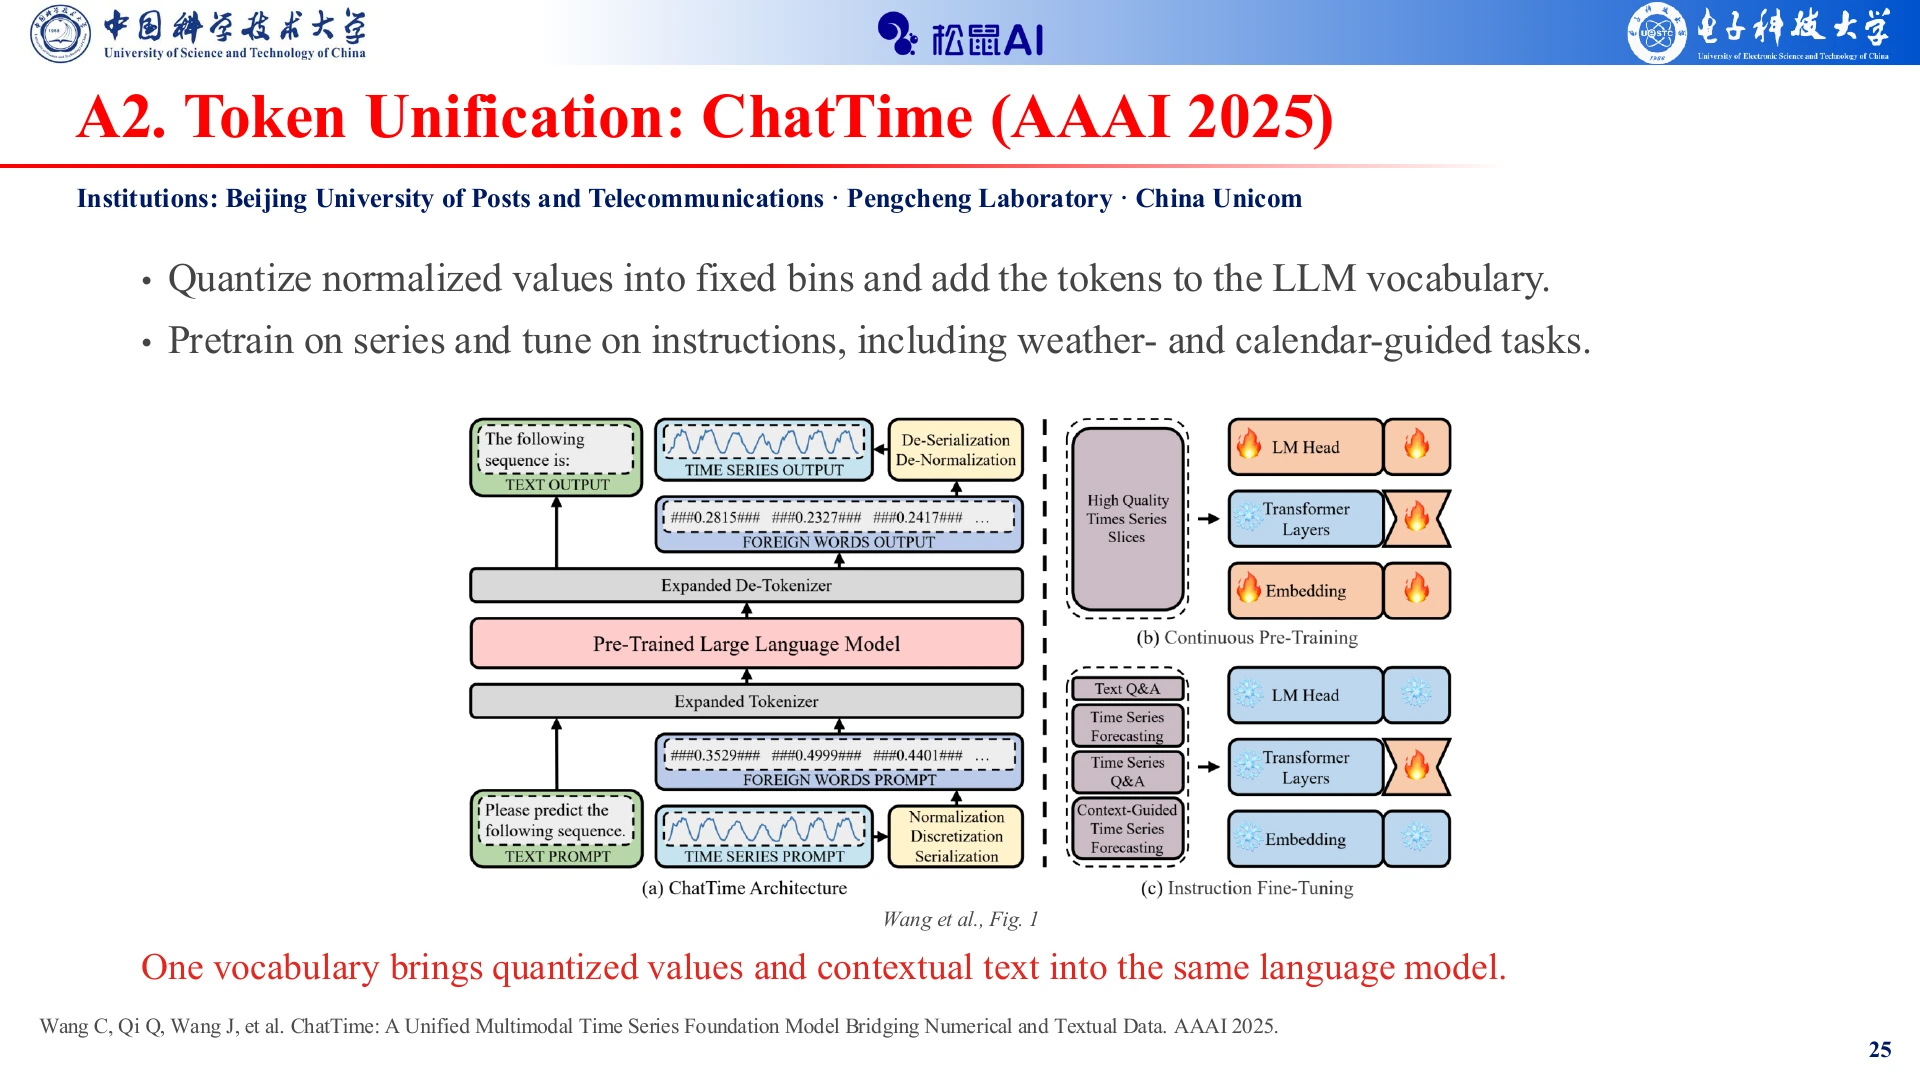 中国科学技术大学
University of Science and Technology of China
松鼠AI
电子科技大学
University of Electronic Science and Technology of China
A2. Token Unification: ChatTime (AAAI 2025)
Institutions: Beijing University of Posts and Telecommunications · Pengcheng Laboratory · China Unicom
• Quantize normalized values into fixed bins and add the tokens to the LLM vocabulary.
• Pretrain on series and tune on instructions, including weather- and calendar-guided tasks.
The following
sequence is:
TEXT OUTPUT
TIME SERIES OUTPUT
De-Serialization
De-Normalization
###0.2815### ###0.2327### ###0.2417### ...
FOREIGN WORDS OUTPUT
Expanded De-Tokenizer
Pre-Trained Large Language Model
Expanded Tokenizer
###0.3529### ###0.4999### ###0.4401### ...
FOREIGN WORDS PROMPT
Please predict the
following sequence.
TEXT PROMPT
TIME SERIES PROMPT
Normalization
Discretization
Serialization
(a) ChatTime Architecture
High Quality
Times Series
Slices
LM Head
Transformer
Layers
Embedding
(b) Continuous Pre-Training
Text Q&A
Time Series
Forecasting
Time Series
Q&A
Context-Guided
Time Series
Forecasting
LM Head
Transformer
Layers
Embedding
(c) Instruction Fine-Tuning
Wang et al., Fig. 1
One vocabulary brings quantized values and contextual text into the same language model.
Wang C, Qi Q, Wang J, et al. ChatTime: A Unified Multimodal Time Series Foundation Model Bridging Numerical and Textual Data. AAAI 2025.
25